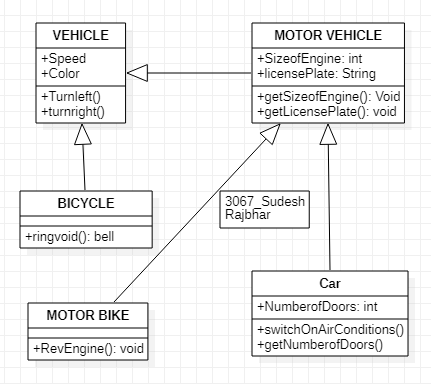 VEHICLE
+Speed
+Color
+Turnleft()
+turnright()
MOTOR VEHICLE
+SizeofEngine: int
+licensePlate: String
+getSizeofEngine(): Void
+getLicensePlate(): void
BICYCLE
+ringvoid(): bell
3067_Sudesh
Rajbhar
MOTOR BIKE
+RevEngine(): void
Car
+NumberofDoors: int
+switchOnAirConditions()
+getNumberofDoors()